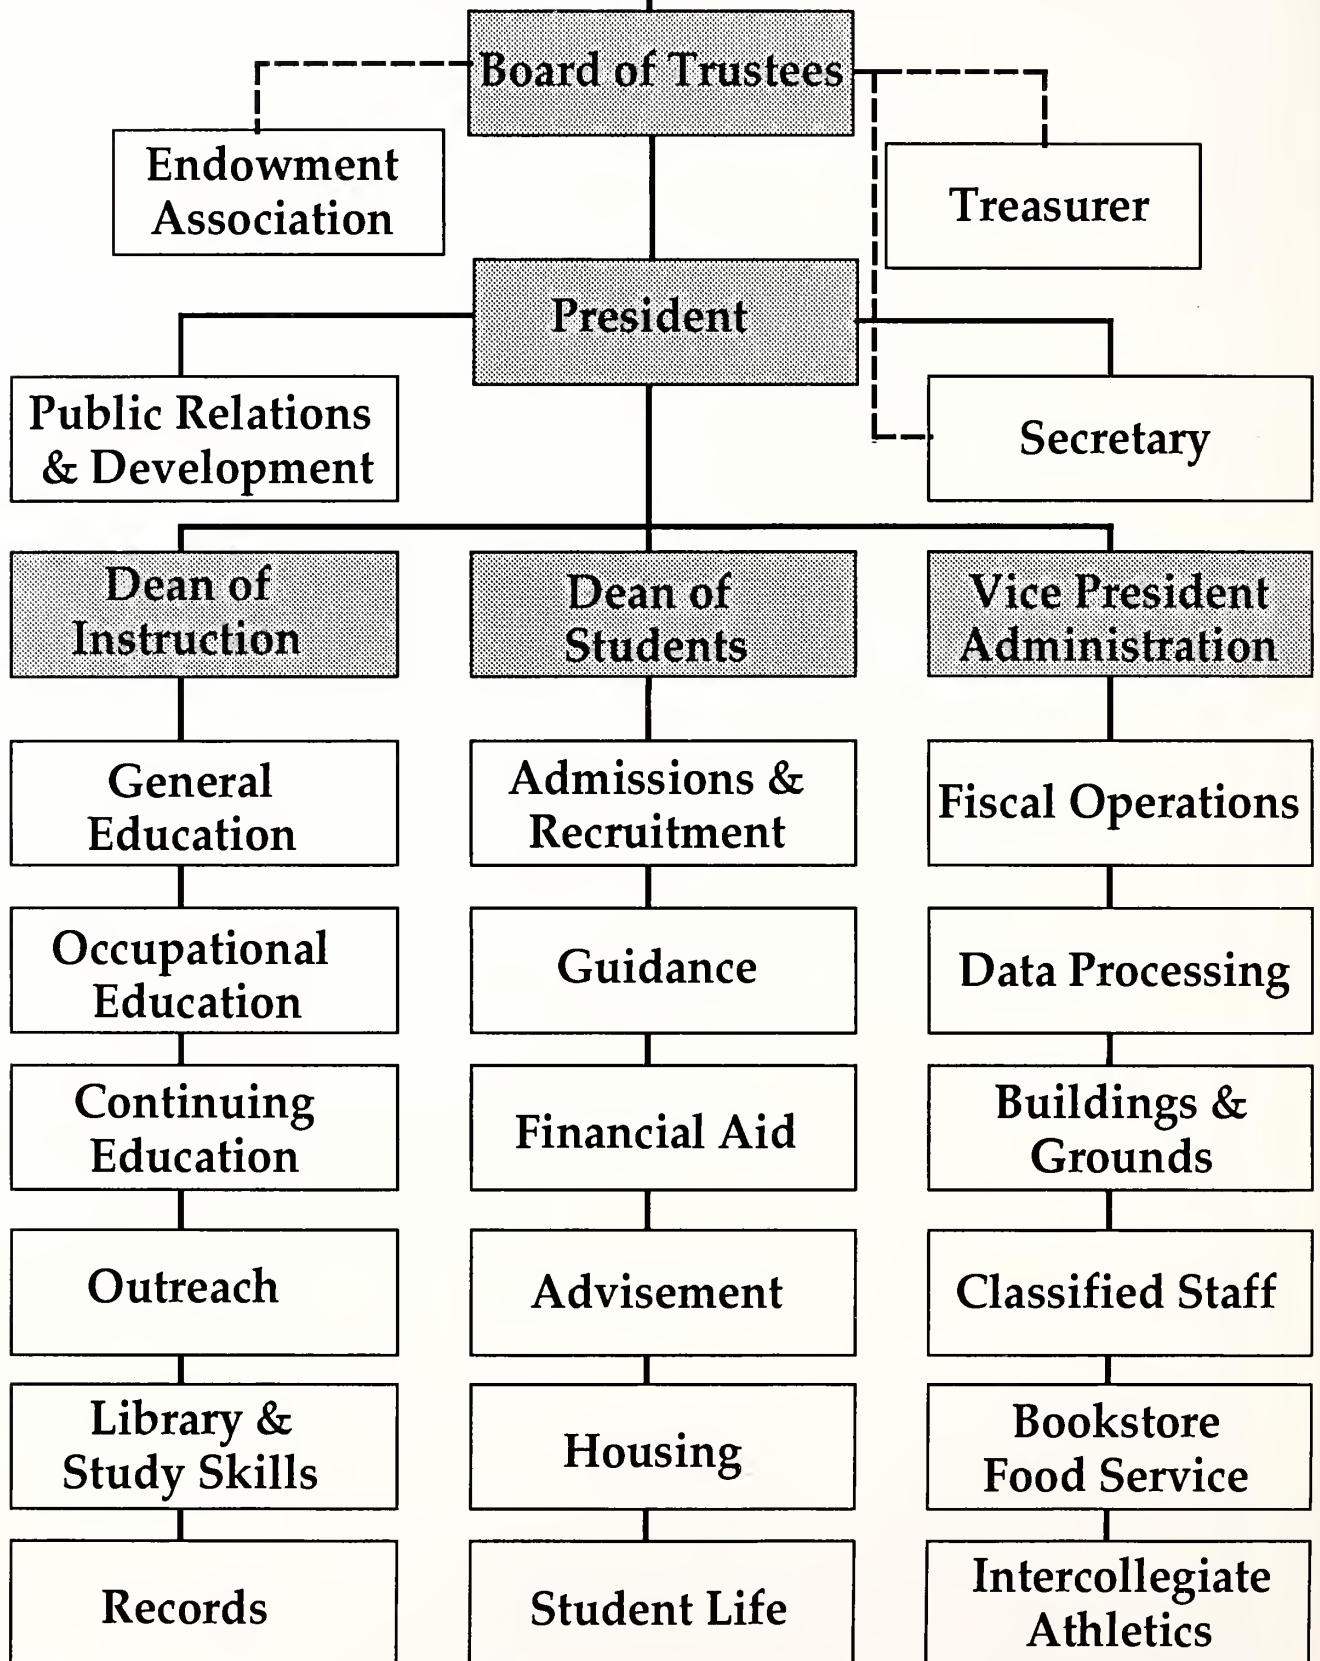 Board of Trustees
Endowment
Association
Treasurer
President
Public Relations
& Development
Secretary
Dean of
Instruction
Dean of
Students
Vice President
Administration
General
Education
Admissions &
Recruitment
Fiscal Operations
Occupational
Education
Guidance
Data Processing
Continuing
Education
Financial Aid
Buildings &
Grounds
Outreach
Advisement
Classified Staff
Library &
Study Skills
Housing
Bookstore
Food Service
Records
Student Life
Intercollegiate
Athletics